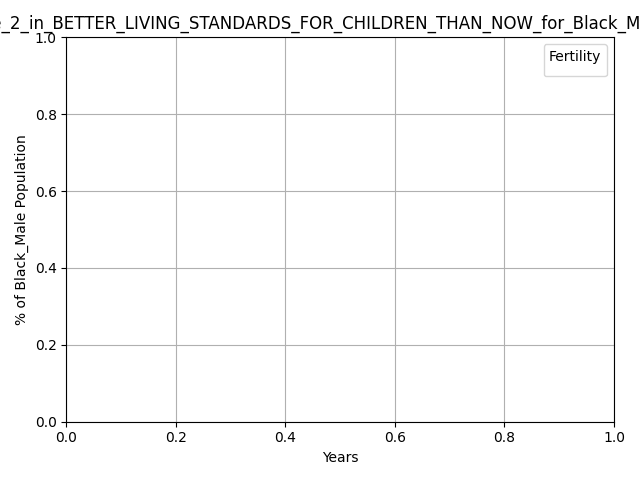 _2_in_BETTER_LIVING_STANDARDS_FOR_CHILDREN_THAN_NOW_for_Black_M
1.0
Fertility
0.8
0.6
0.4
0.2
0.0
% of Black_Male Population
0.0 0.2 0.4 0.6 0.8 1.0
Years